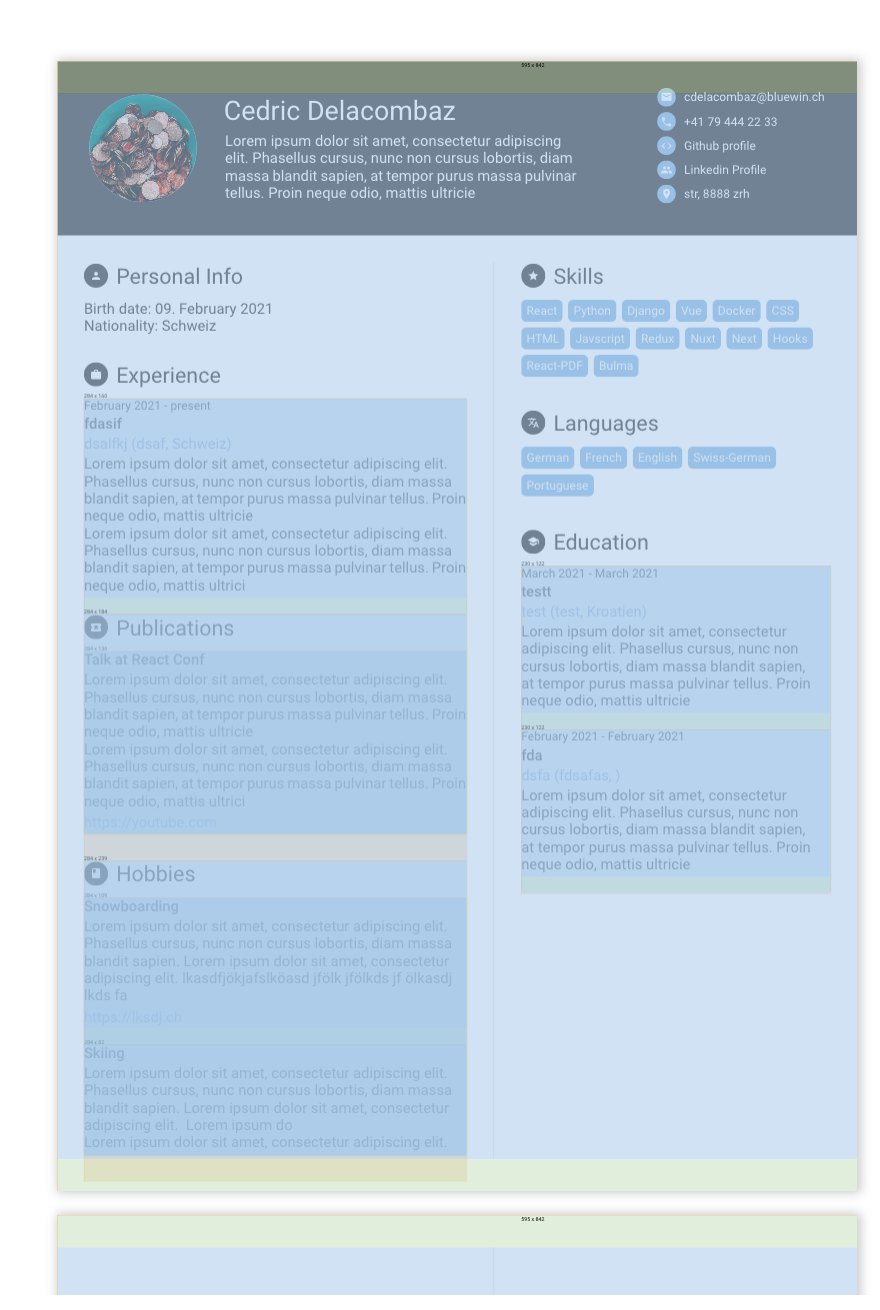 595 x 842
Cedric Delacombaz
Lorem ipsum dolor sit amet, consectetur adipiscing
elit. Phasellus cursus, nunc non cursus lobortis, diam
massa blandit sapien, at tempor purus massa pulvinar
tellus. Proin neque odio, mattis ultricie
cdelacombaz@bluewin.ch
+41 79 444 22 33
Github profile
Linkedin Profile
str, 8888 zrh
Personal Info
Birth date: 09. February 2021
Nationality: Schweiz
Experience
284 x 160
February 2021 - present
fdasif
dsalfkj (dsaf, Schweiz)
Lorem ipsum dolor sit amet, consectetur adipiscing elit.
Phasellus cursus, nunc non cursus lobortis, diam massa
blandit sapien, at tempor purus massa pulvinar tellus. Proin
neque odio, mattis ultricie
Lorem ipsum dolor sit amet, consectetur adipiscing elit.
Phasellus cursus, nunc non cursus lobortis, diam massa
blandit sapien, at tempor purus massa pulvinar tellus. Proin
neque odio, mattis ultrici
284 x 184
Publications
Talk at React Conf
Lorem ipsum dolor sit amet, consectetur adipiscing elit.
Phasellus cursus, nunc non cursus lobortis, diam massa
blandit sapien, at tempor purus massa pulvinar tellus. Proin
neque odio, mattis ultricie
Lorem ipsum dolor sit amet, consectetur adipiscing elit.
Phasellus cursus, nunc non cursus lobortis, diam massa
blandit sapien, at tempor purus massa pulvinar tellus. Proin
neque odio, mattis ultrici
https://youtube.com
284 x 239
Hobbies
Snowboarding
Lorem ipsum dolor sit amet, consectetur adipiscing elit.
Phasellus cursus, nunc non cursus lobortis, diam massa
blandit sapien. Lorem ipsum dolor sit amet, consectetur
adipiscing elit. lkasdfjökjafslköasd jfölk jfölkds jf ölkasdj
lkds fa
https://lksdj.ch
284 x 82
Skiing
Lorem ipsum dolor sit amet, consectetur adipiscing elit.
Phasellus cursus, nunc non cursus lobortis, diam massa
blandit sapien. Lorem ipsum dolor sit amet, consectetur
adipiscing elit.  Lorem ipsum do
Lorem ipsum dolor sit amet, consectetur adipiscing elit.
Skills
React Python Django Vue Docker CSS
HTML Javscript Redux Nuxt Next Hooks
React-PDF Bulma
Languages
German French English Swiss-German
Portuguese
Education
230 x 122
March 2021 - March 2021
testt
test (test, Kroatien)
Lorem ipsum dolor sit amet, consectetur
adipiscing elit. Phasellus cursus, nunc non
cursus lobortis, diam massa blandit sapien,
at tempor purus massa pulvinar tellus. Proin
neque odio, mattis ultricie
230 x 122
February 2021 - February 2021
fda
dsfa (fdsafas, )
Lorem ipsum dolor sit amet, consectetur
adipiscing elit. Phasellus cursus, nunc non
cursus lobortis, diam massa blandit sapien,
at tempor purus massa pulvinar tellus. Proin
neque odio, mattis ultricie
595 x 842